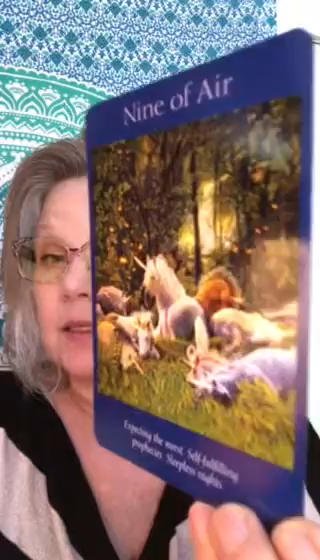 Nine of Air
Expecting the worst Self-fulfilling
prophecies Sleepless nights